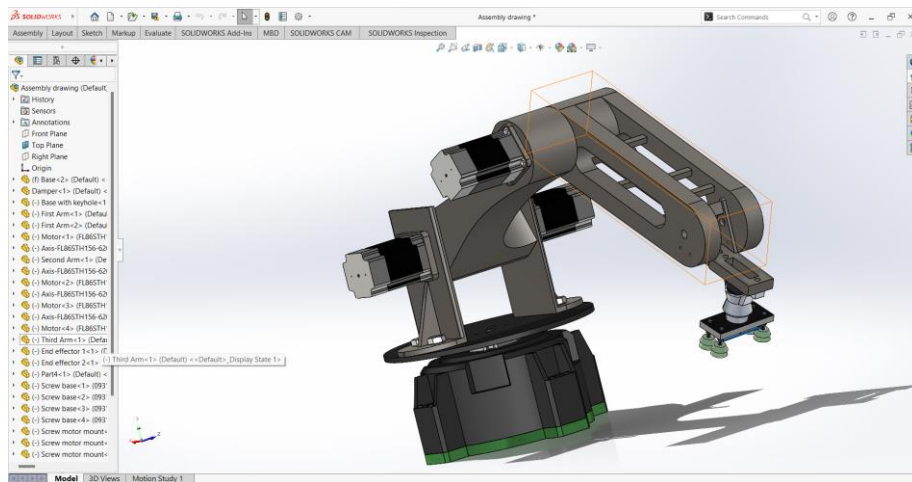 SOLIDWORKS
Assembly drawing *
Search Commands
Assembly Layout Sketch Markup Evaluate SOLIDWORKS Add-Ins MBD SOLIDWORKS CAM SOLIDWORKS Inspection
Assembly drawing (Default
History
Sensors
Annotations
Front Plane
Top Plane
Right Plane
Origin
(f) Base<2> (Default) <
Damper<1> (Default) <
(-) Base with keyhole<1
(-) First Arm<1> (Defau
(-) First Arm<2> (Defau
(-) Motor<1> (FL86STH
(-) Axis-FL86STH156-62
(-) Second Arm<1> (De
(-) Axis-FL86STH156-62
(-) Motor<2> (FL86STH
(-) Motor<3> (FL86STH
(-) Axis-FL86STH156-62
(-) Motor<4> (FL86STH
(-) Third Arm<1> (Defau
(-) End effector 1<1> (D
(-) Third Arm<1> (Default) <<Default>_Display State 1>
(-) End effector 2<1>
(-) Part4<1> (Default) <
(-) Screw base<1> (093
(-) Screw base<2> (093
(-) Screw base<3> (093
(-) Screw base<4> (093
(-) Screw motor mount<
(-) Screw motor mount<
(-) Screw motor mount<
Model 3D Views Motion Study 1